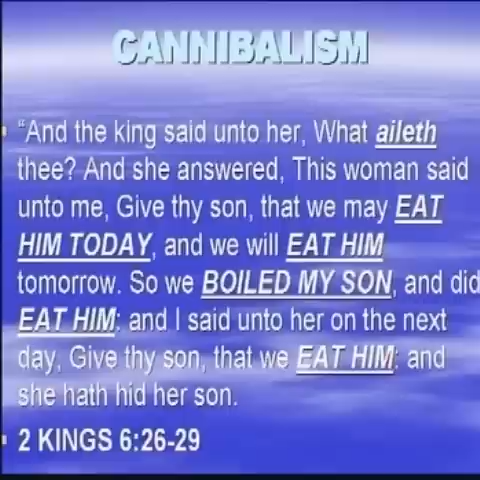 CANNIBALISM
“And the king said unto her, What aileth
thee? And she answered, This woman said
unto me, Give thy son, that we may EAT
HIM TODAY, and we will EAT HIM
tomorrow. So we BOILED MY SON, and did
EAT HIM: and I said unto her on the next
day, Give thy son, that we EAT HIM: and
she hath hid her son.
2 KINGS 6:26-29